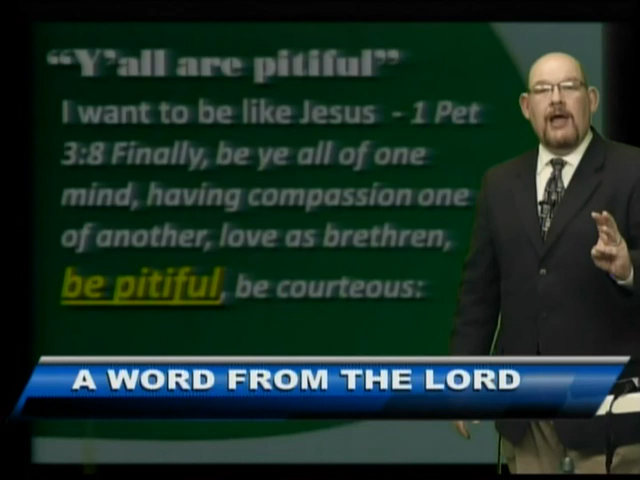 “Y’all are pitiful”
I want to be like Jesus - 1 Pet
3:8 Finally, be ye all of one
mind, having compassion one
of another, love as brethren,
be pitiful, be courteous:
A WORD FROM THE LORD